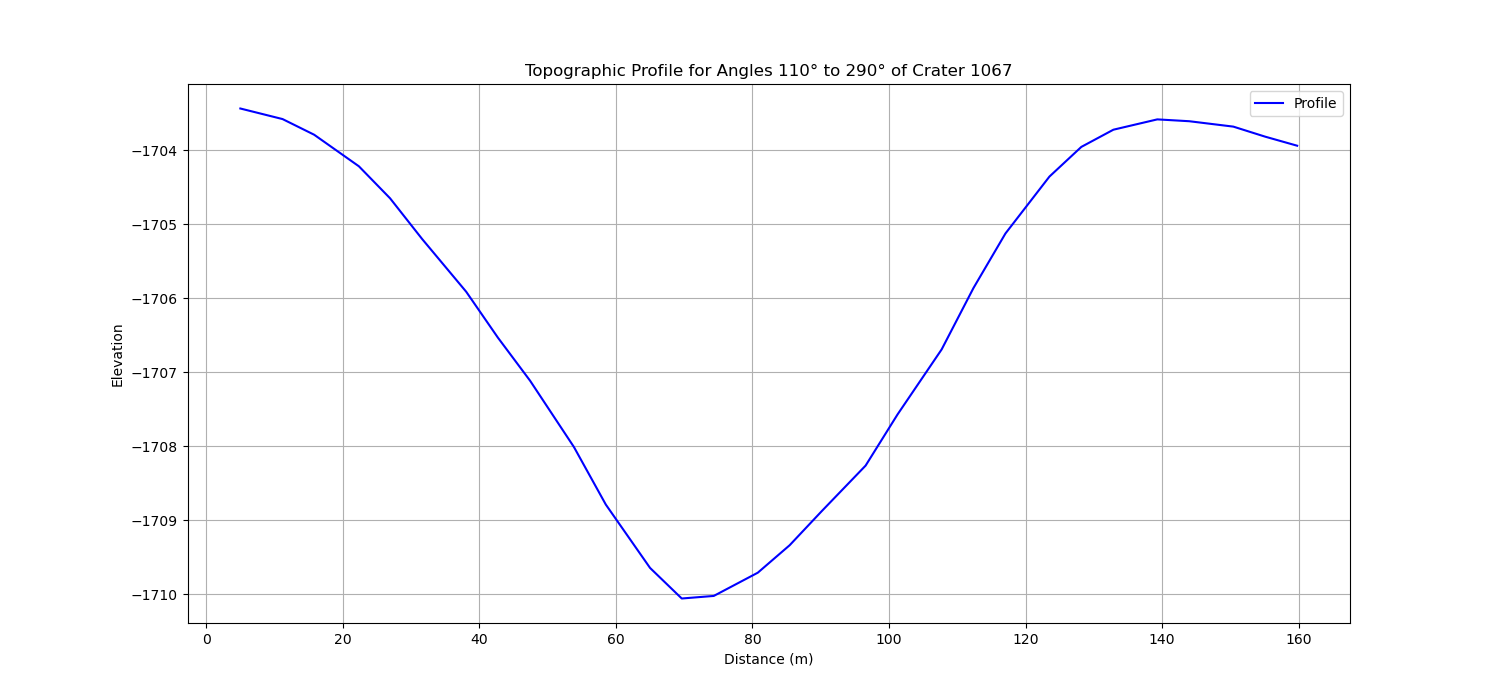 Topographic Profile for Angles 110° to 290° of Crater 1067
Profile
−1704
−1705
−1706
−1707
−1708
−1709
−1710
Elevation
0 20 40 60 80 100 120 140 160
Distance (m)